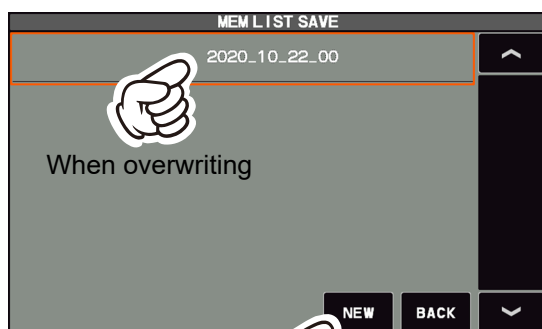 MEM LIST SAVE
2020_10_22_00
When overwriting
NEW BACK